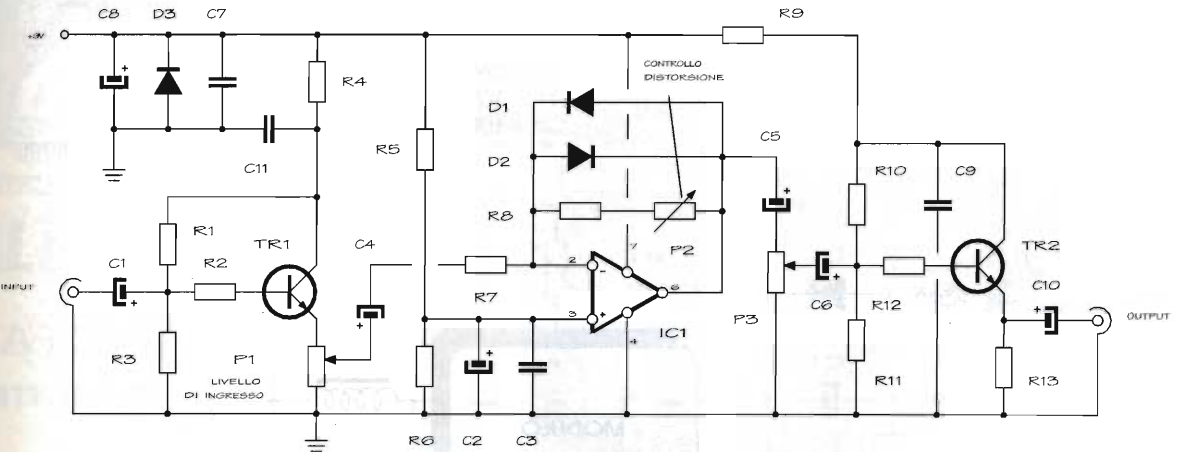 C8
D3
C7
R9
+9V
R4
CONTROLLO
DISTORSIONE
D1
C5
R5
D2
C11
R10
C9
R8
R1
TR1
C4
P2
TR2
C1
R2
7
2
-
INPUT
R7
6
C10
C6
R12
OUTPUT
3
+
IC1
P3
4
R3
P1
LIVELLO
DI INGRESSO
R11
R13
R6
C2
C3